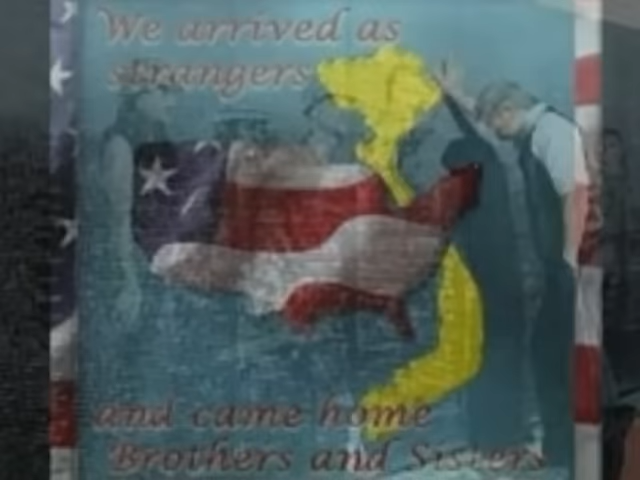 We arrived as
strangers
and came home
Brothers and Sisters